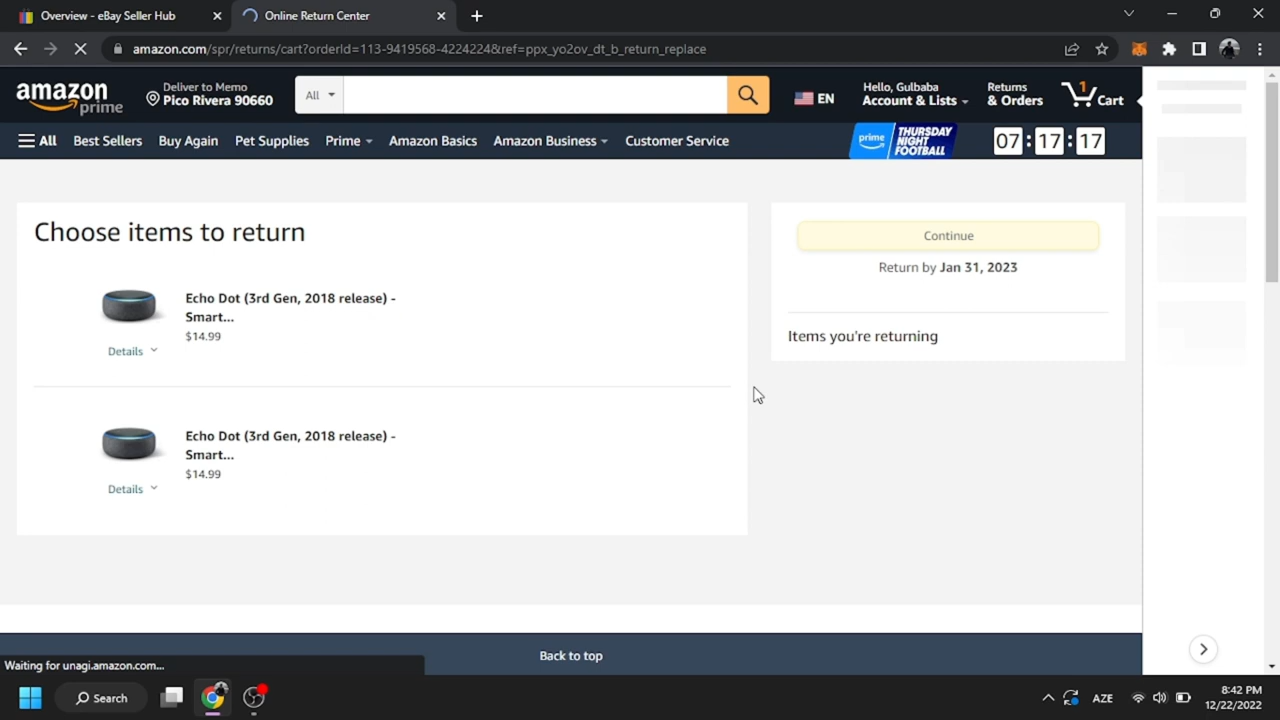 Overview - eBay Seller Hub
Online Return Center
amazon.com/spr/returns/cart?orderId=113-9419568-4224224&ref=ppx_yo2ov_dt_b_return_replace
amazon
prime
Deliver to Memo
Pico Rivera 90660
All
EN
Hello, Gulbaba
Account & Lists
Returns
& Orders
1
Cart
All
Best Sellers
Buy Again
Pet Supplies
Prime
Amazon Basics
Amazon Business
Customer Service
prime
THURSDAY
NIGHT
FOOTBALL
07 : 17 : 17
Choose items to return
Echo Dot (3rd Gen, 2018 release) -
Smart...
$14.99
Details
Echo Dot (3rd Gen, 2018 release) -
Smart...
$14.99
Details
Continue
Return by Jan 31, 2023
Items you're returning
Back to top
Waiting for unagi.amazon.com...
Search
AZE
8:42 PM
12/22/2022